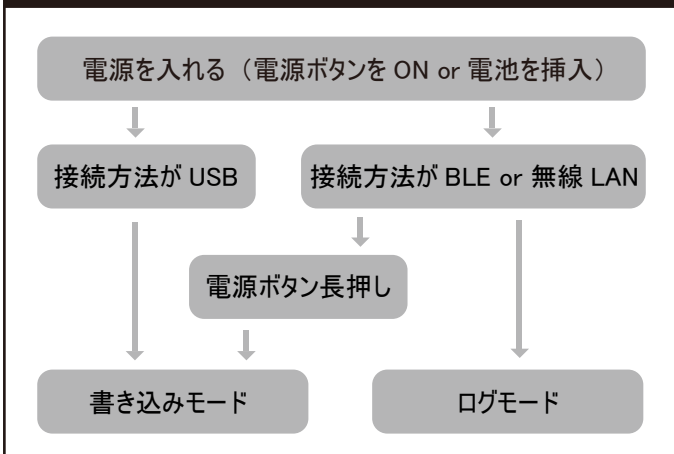 電源を入れる（電源ボタンを ON or 電池を挿入）
接続方法が USB
接続方法が BLE or 無線 LAN
電源ボタン長押し
書き込みモード
ログモード